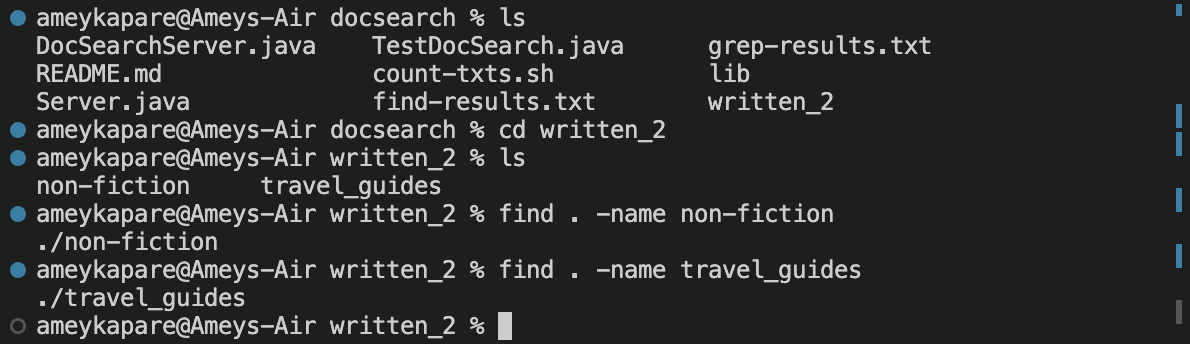 ameykapare@Ameys-Air docsearch % ls
DocSearchServer.java    TestDocSearch.java      grep-results.txt
README.md               count-txts.sh           lib
Server.java             find-results.txt        written_2
ameykapare@Ameys-Air docsearch % cd written_2
ameykapare@Ameys-Air written_2 % ls
non-fiction     travel_guides
ameykapare@Ameys-Air written_2 % find . -name non-fiction
./non-fiction
ameykapare@Ameys-Air written_2 % find . -name travel_guides
./travel_guides
ameykapare@Ameys-Air written_2 %